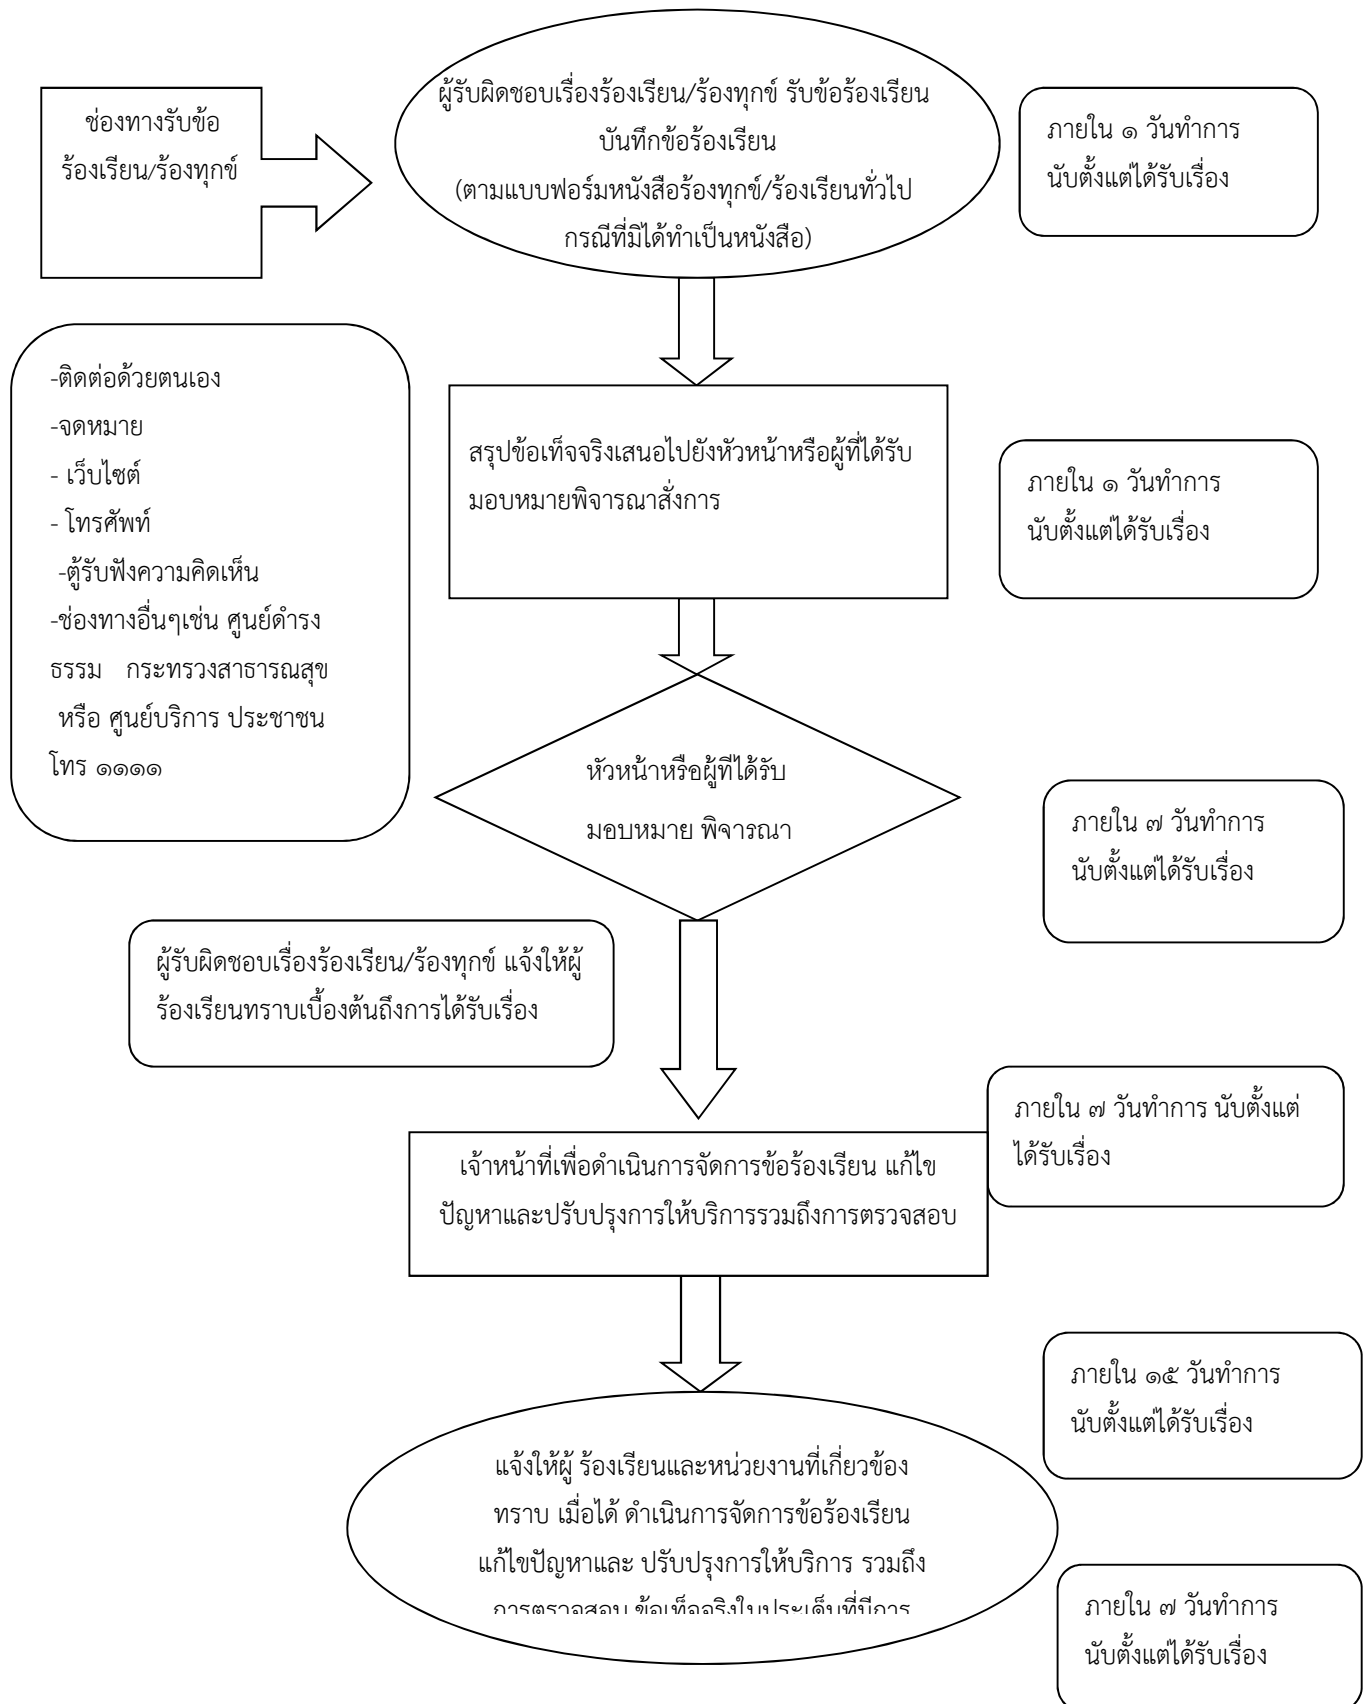 ช่องทางรับข้อ
ร้องเรียน/ร้องทุกข์
ผู้รับผิดชอบเรื่องร้องเรียน/ร้องทุกข์ รับข้อร้องเรียน
บันทึกข้อร้องเรียน
(ตามแบบฟอร์มหนังสือร้องทุกข์/ร้องเรียนทั่วไป
กรณีที่มิได้ทำเป็นหนังสือ)
ภายใน ๑ วันทำการ
นับตั้งแต่ได้รับเรื่อง
-ติดต่อด้วยตนเอง
-จดหมาย
- เว็บไซต์
- โทรศัพท์
-ตู้รับฟังความคิดเห็น
-ช่องทางอื่นๆเช่น ศูนย์ดำรง
ธรรม กระทรวงสาธารณสุข
หรือ ศูนย์บริการ ประชาชน
โทร ๑๑๑๑
สรุปข้อเท็จจริงเสนอไปยังหัวหน้าหรือผู้ที่ได้รับ
มอบหมายพิจารณาสั่งการ
ภายใน ๑ วันทำการ
นับตั้งแต่ได้รับเรื่อง
หัวหน้าหรือผู้ที่ได้รับ
มอบหมาย พิจารณา
ภายใน ๗ วันทำการ
นับตั้งแต่ได้รับเรื่อง
ผู้รับผิดชอบเรื่องร้องเรียน/ร้องทุกข์ แจ้งให้ผู้
ร้องเรียนทราบเบื้องต้นถึงการได้รับเรื่อง
ภายใน ๗ วันทำการ นับตั้งแต่
ได้รับเรื่อง
เจ้าหน้าที่เพื่อดำเนินการจัดการข้อร้องเรียน แก้ไข
ปัญหาและปรับปรุงการให้บริการรวมถึงการตรวจสอบ
ภายใน ๑๕ วันทำการ
นับตั้งแต่ได้รับเรื่อง
แจ้งให้ผู้ ร้องเรียนและหน่วยงานที่เกี่ยวข้อง
ทราบ เมื่อได้ ดำเนินการจัดการข้อร้องเรียน
แก้ไขปัญหาและ ปรับปรุงการให้บริการ รวมถึง
การตรวจสอบ ข้อเท็จจริงในประเด็นที่มีการ
ภายใน ๗ วันทำการ
นับตั้งแต่ได้รับเรื่อง